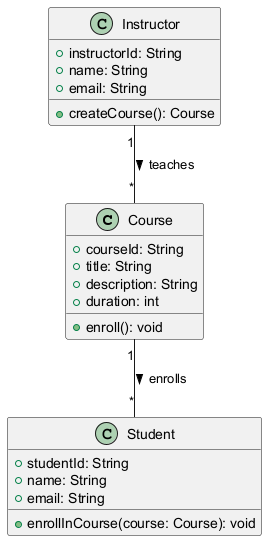 C Instructor
instructorId: String
name: String
email: String
createCourse(): Course
1
teaches
*
C Course
courseId: String
title: String
description: String
duration: int
enroll(): void
1
enrolls
*
C Student
studentId: String
name: String
email: String
enrollInCourse(course: Course): void